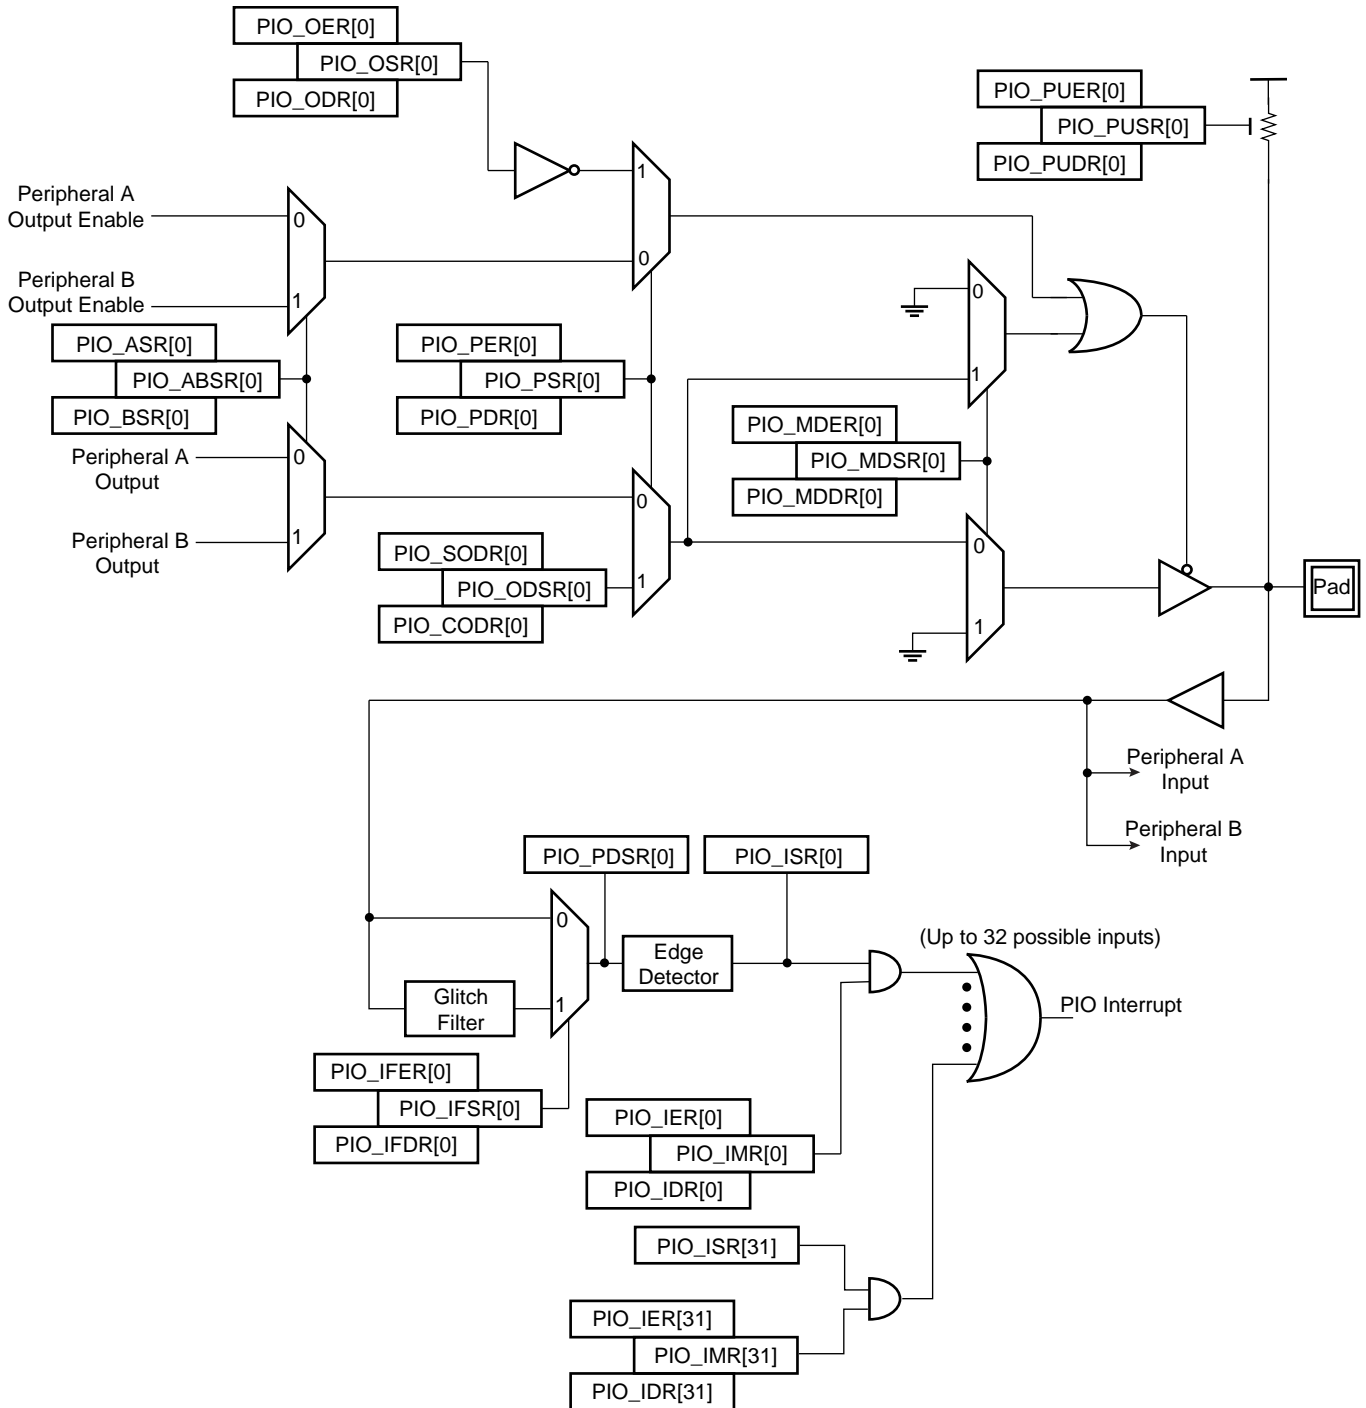 PIO_OER[0]
PIO_OSR[0]
PIO_ODR[0]
PIO_PUER[0]
PIO_PUSR[0]
PIO_PUDR[0]
1
0
Peripheral A
Output Enable
0
Peripheral B
Output Enable
1
0
1
PIO_ASR[0]
PIO_ABSR[0]
PIO_BSR[0]
PIO_PER[0]
PIO_PSR[0]
PIO_PDR[0]
PIO_MDER[0]
PIO_MDSR[0]
PIO_MDDR[0]
Peripheral A
Output
0
Peripheral B
Output
1
0
1
PIO_SODR[0]
PIO_ODSR[0]
PIO_CODR[0]
0
1
Pad
Peripheral A
Input
Peripheral B
Input
PIO_PDSR[0]
PIO_ISR[0]
0
1
Glitch
Filter
Edge
Detector
(Up to 32 possible inputs)
PIO Interrupt
PIO_IFER[0]
PIO_IFSR[0]
PIO_IFDR[0]
PIO_IER[0]
PIO_IMR[0]
PIO_IDR[0]
PIO_ISR[31]
PIO_IER[31]
PIO_IMR[31]
PIO_IDR[31]